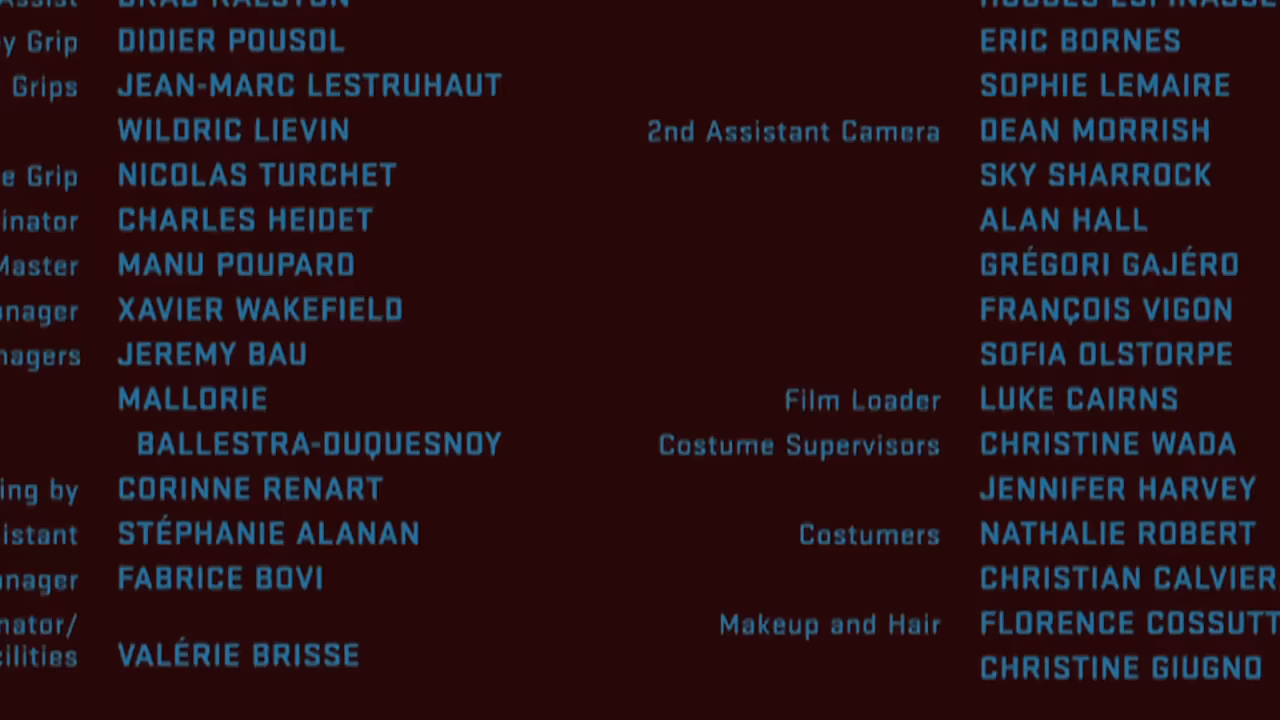 Assist BRAD RALSTON
y Grip DIDIER POUSOL
Grips JEAN-MARC LESTRUHAUT
WILDRIC LIEVIN
e Grip NICOLAS TURCHET
inator CHARLES HEIDET
Master MANU POUPARD
nager XAVIER WAKEFIELD
nagers JEREMY BAU
MALLORIE
BALLESTRA-DUQUESNOY
ing by CORINNE RENART
istant STÉPHANIE ALANAN
nager FABRICE BOVI
nator/
cilities VALÉRIE BRISSE
ERIC BORNES
SOPHIE LEMAIRE
2nd Assistant Camera DEAN MORRISH
SKY SHARROCK
ALAN HALL
GRÉGORI GAJÉRO
FRANÇOIS VIGON
SOFIA OLSTORPE
Film Loader LUKE CAIRNS
Costume Supervisors CHRISTINE WADA
JENNIFER HARVEY
Costumers NATHALIE ROBERT
CHRISTIAN CALVIER
Makeup and Hair FLORENCE COSSUTT
CHRISTINE GIUGNO